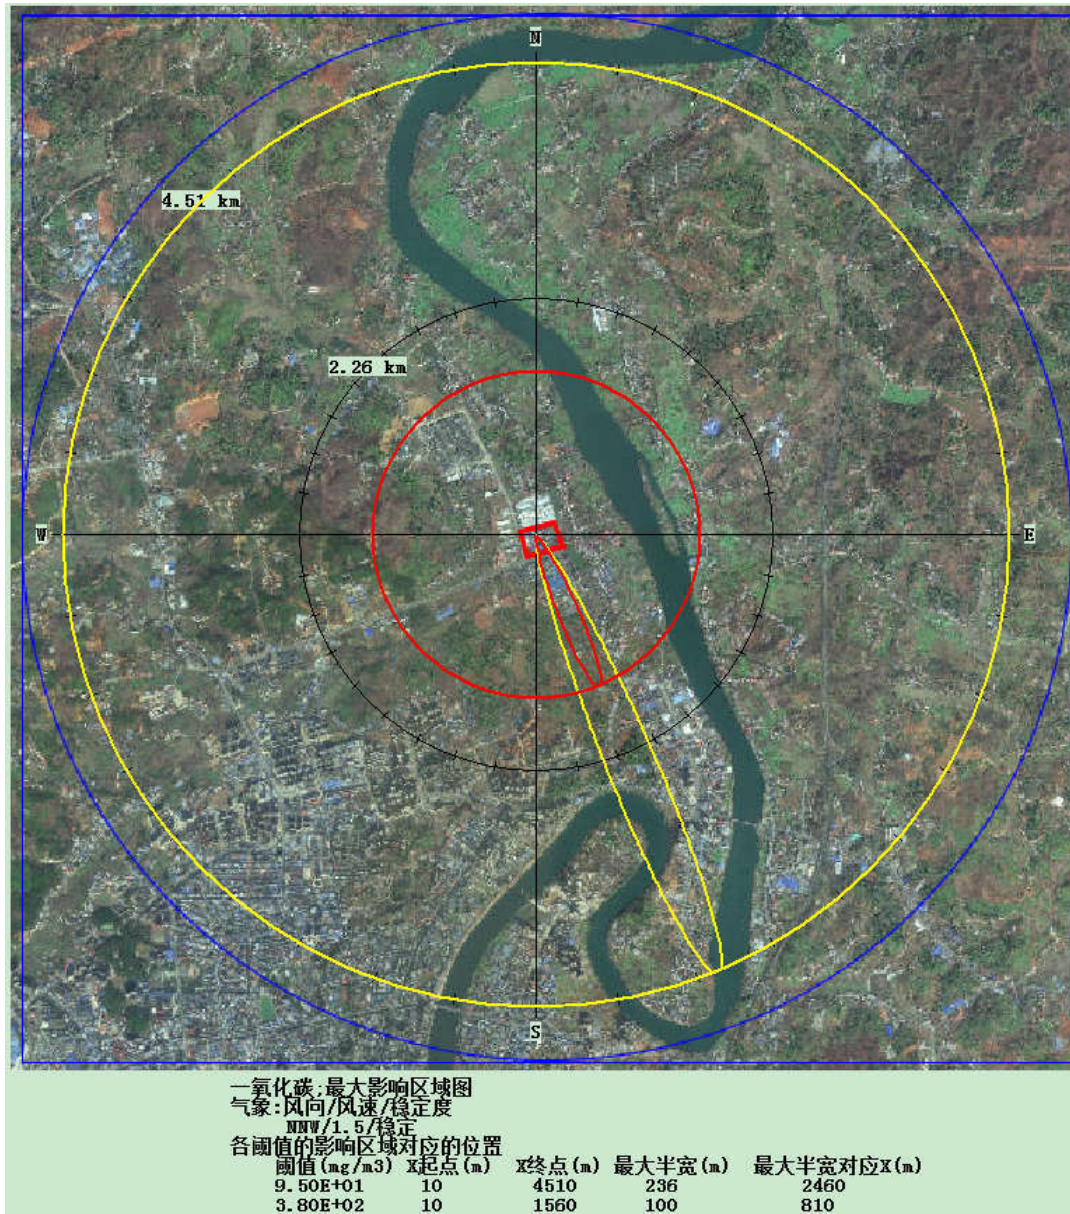 N
4.51 km
2.26 km
W
E
S
一氧化碳;最大影响区域图
气象:风向/风速/稳定度
NNW/1.5/稳定
各阈值的影响区域对应的位置
阈值(mg/m3) X起点(m) X终点(m) 最大半宽(m) 最大半宽对应X(m)
9.50E+01 10 4510 236 2460
3.80E+02 10 1560 100 810